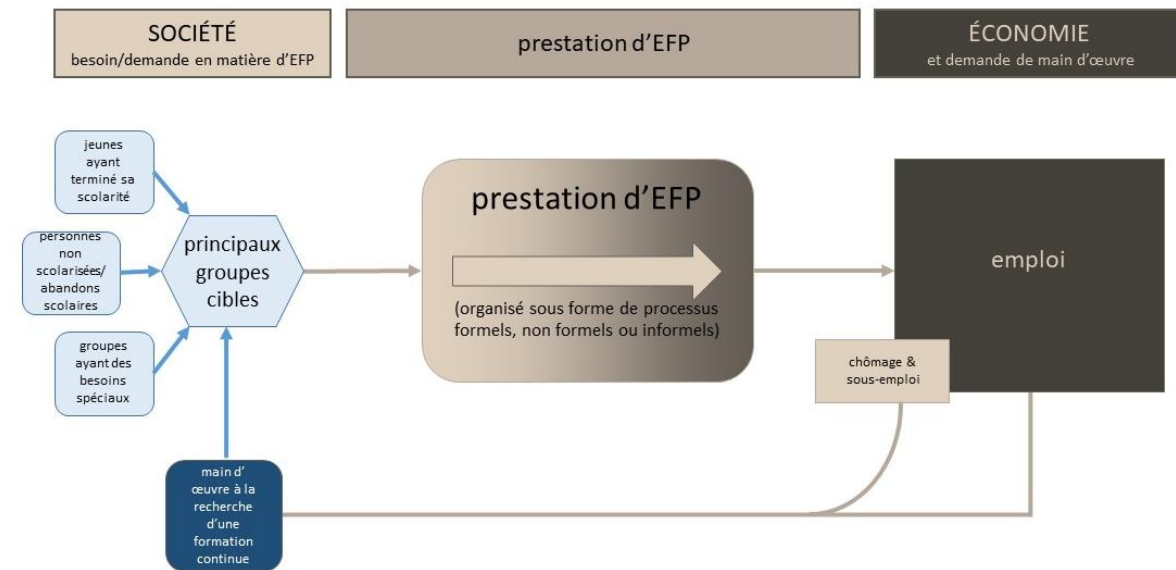 SOCIÉTÉ
besoin/demande en matière d'EFP
prestation d'EFP
ÉCONOMIE
et demande de main d'œuvre
jeunes
ayant
terminé sa
scolarité
personnes
non
scolarisées/
abandons
scolaires
groupes
ayant des
besoins
spéciaux
principaux
groupes
cibles
main d'
œuvre à la
recherche
d'une
formation
continue
prestation d'EFP
(organisé sous forme de processus
formels, non formels ou informels)
emploi
chômage &
sous-emploi